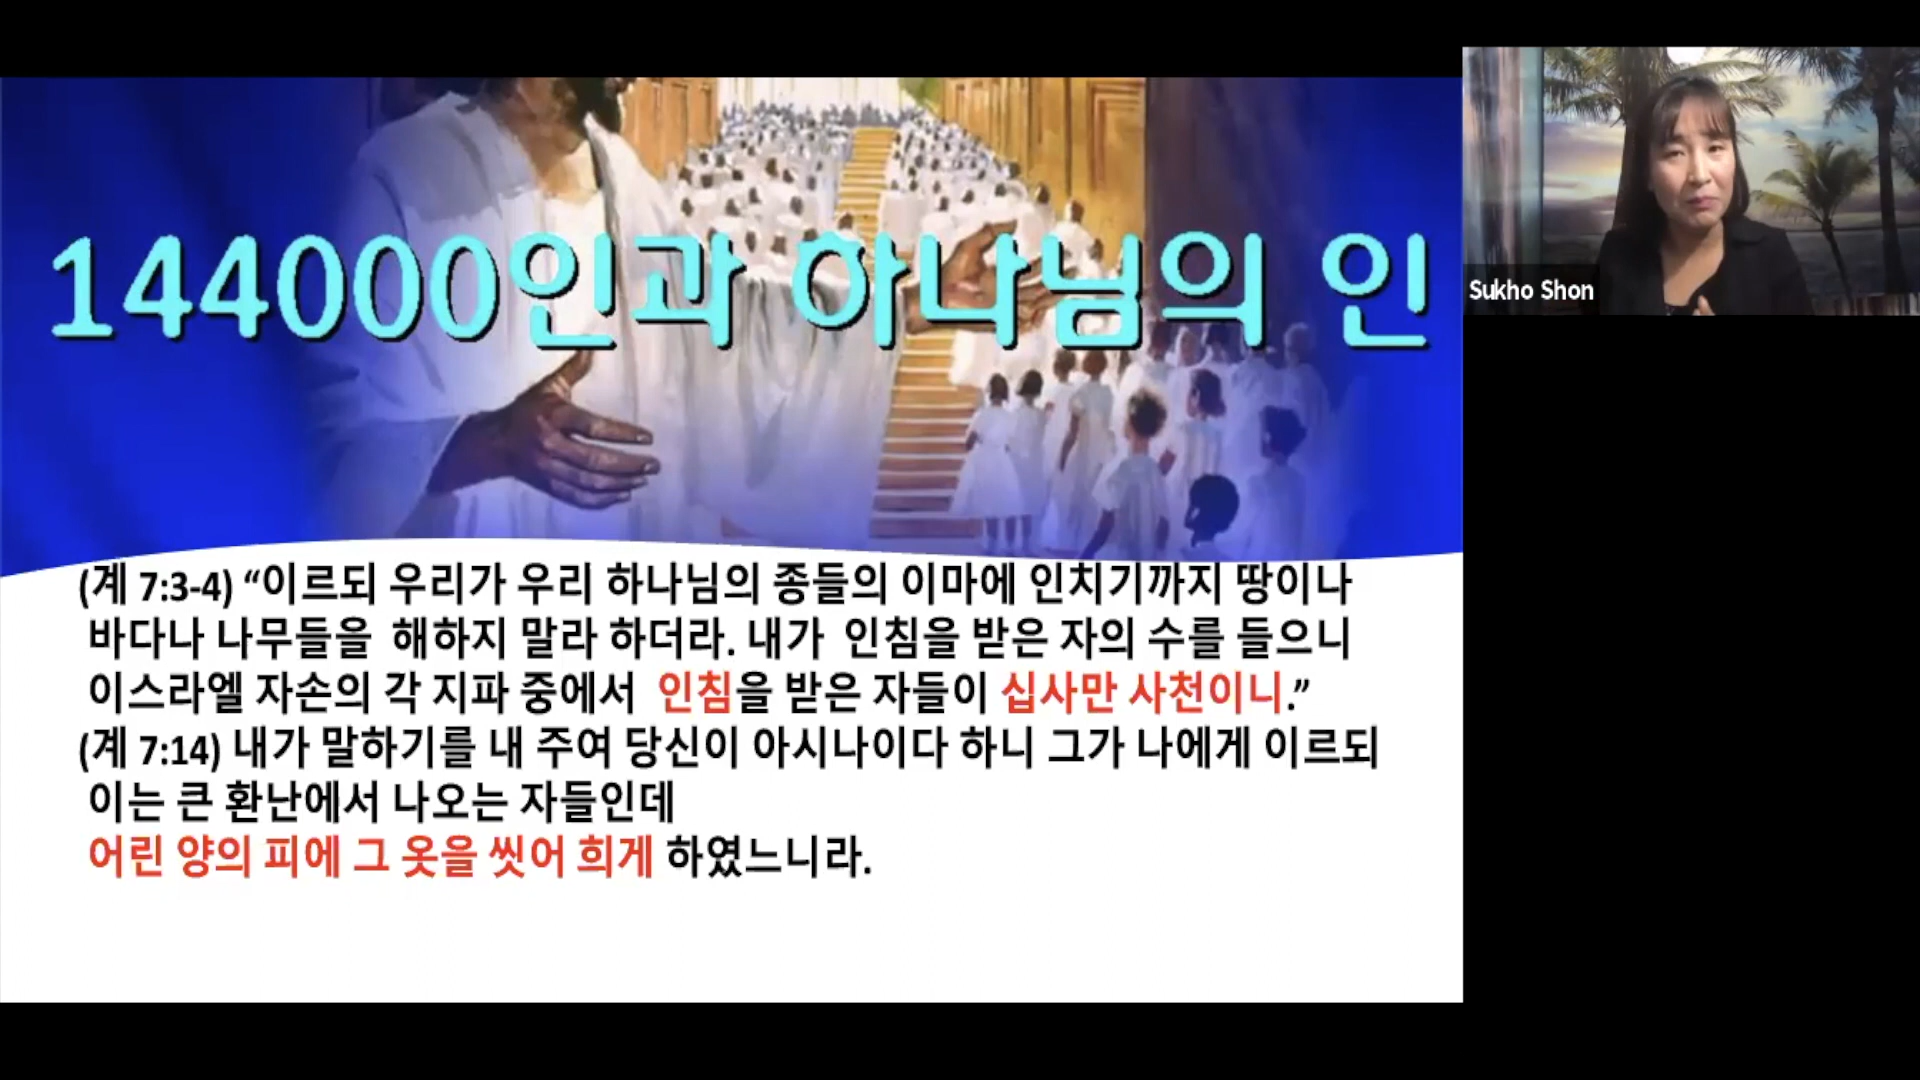 144000인과 하나님의 인
(계 7:3-4) “이르되 우리가 우리 하나님의 종들의 이마에 인치기까지 땅이나
바다나 나무들을 해하지 말라 하더라. 내가 인침을 받은 자의 수를 들으니
이스라엘 자손의 각 지파 중에서 인침을 받은 자들이 십사만 사천이니.”
(계 7:14) 내가 말하기를 내 주여 당신이 아시나이다 하니 그가 나에게 이르되
이는 큰 환난에서 나오는 자들인데
어린 양의 피에 그 옷을 씻어 희게 하였느니라.
Sukho Shon